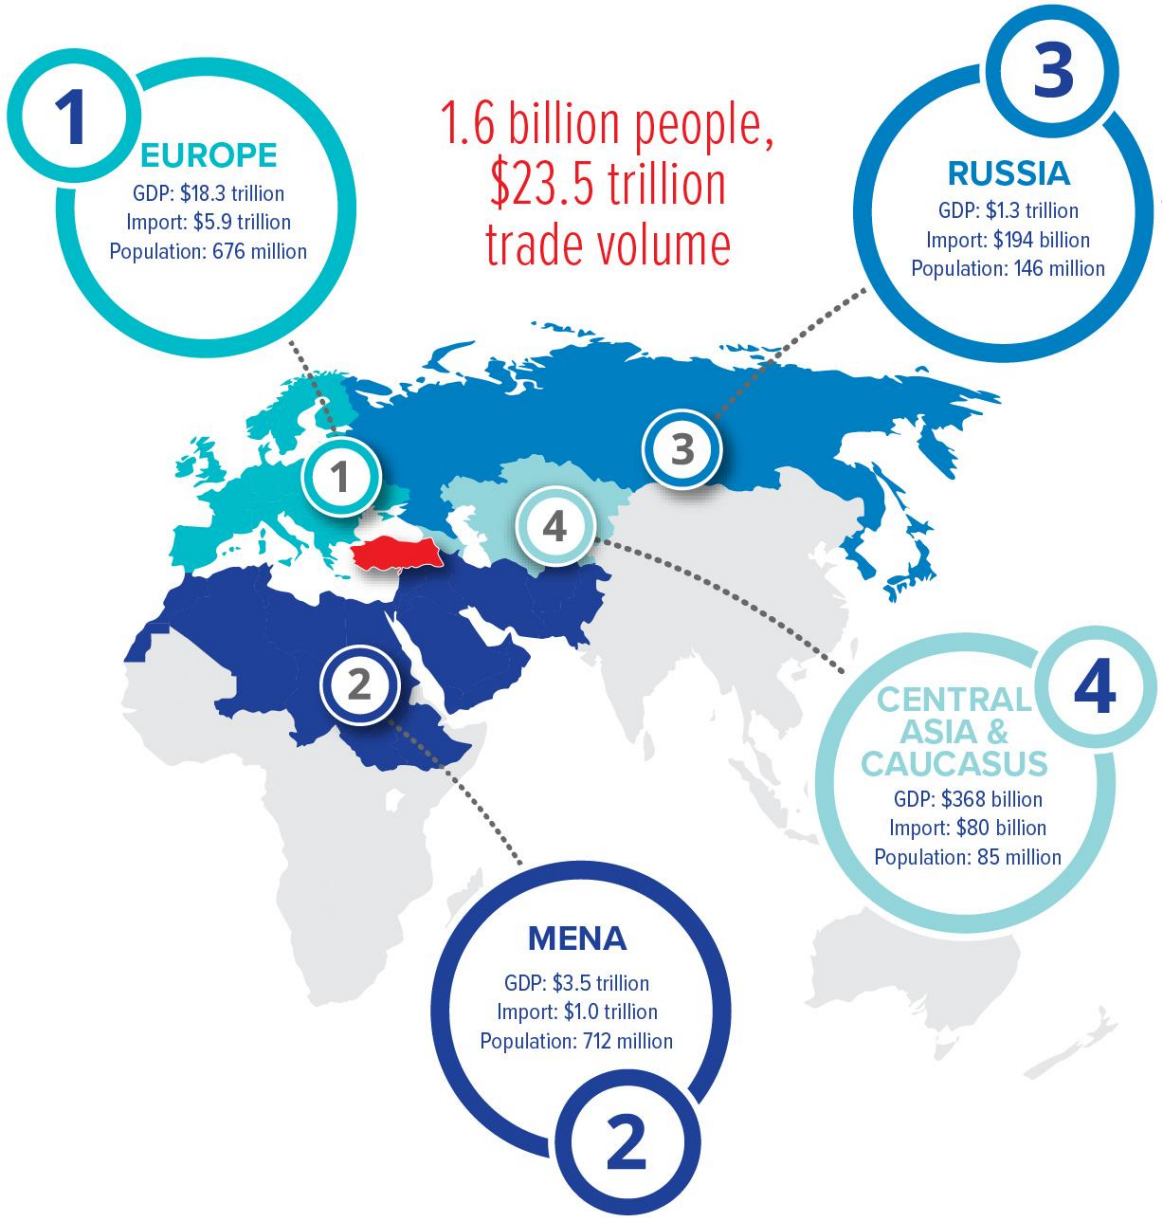 1
EUROPE
GDP: $18.3 trillion
Import: $5.9 trillion
Population: 676 million
1.6 billion people,
$23.5 trillion
trade volume
3
RUSSIA
GDP: $1.3 trillion
Import: $194 billion
Population: 146 million
1
3
4
2
4
CENTRAL
ASIA &
CAUCASUS
GDP: $368 billion
Import: $80 billion
Population: 85 million
MENA
GDP: $3.5 trillion
Import: $1.0 trillion
Population: 712 million
2